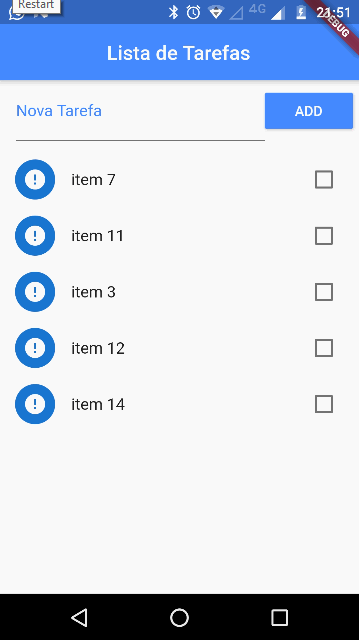 Restart
4G 21:51
DEBUG
Lista de Tarefas
Nova Tarefa
ADD
item 7
item 11
item 3
item 12
item 14